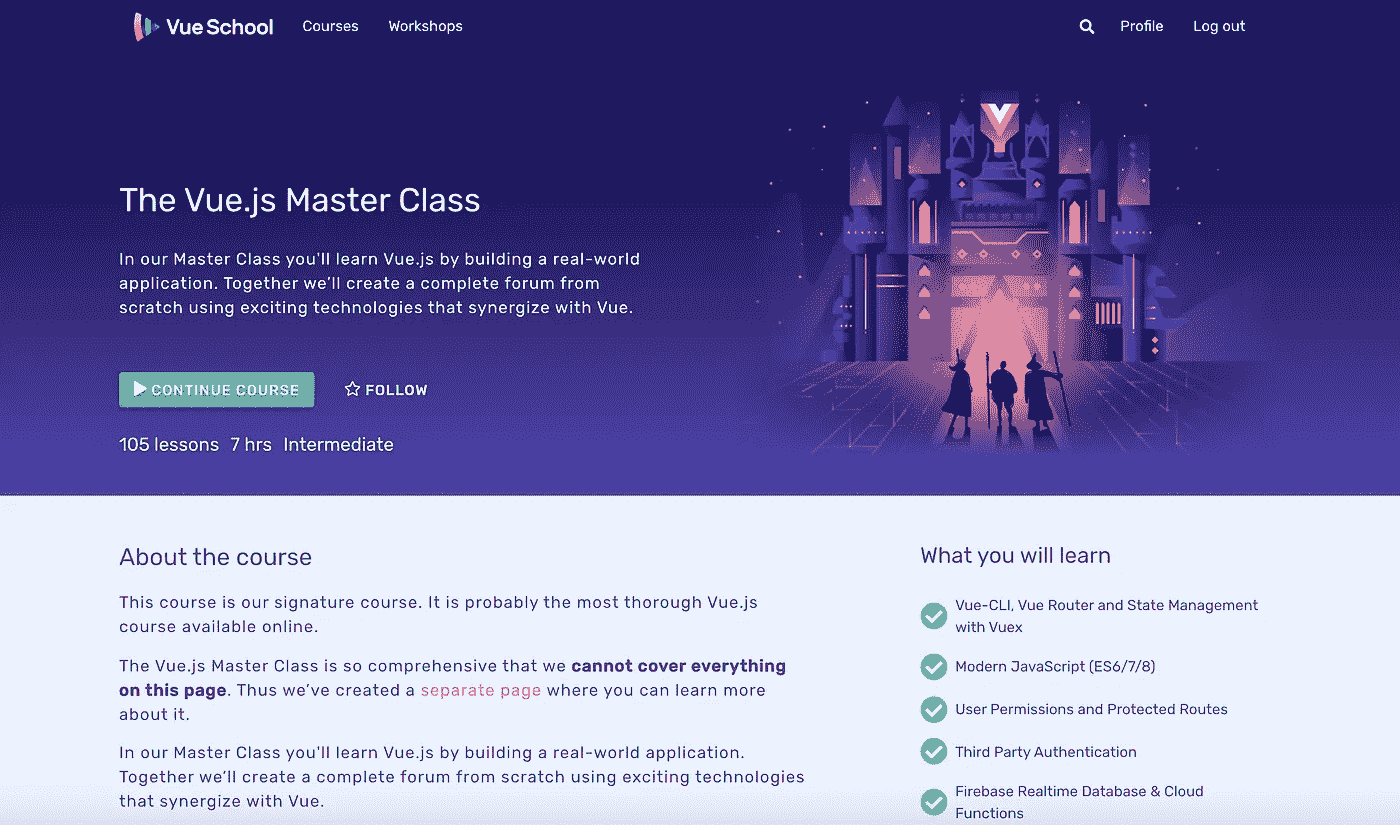 Vue School Courses Workshops Profile Log out
The Vue.js Master Class
In our Master Class you'll learn Vue.js by building a real-world
application. Together we'll create a complete forum from
scratch using exciting technologies that synergize with Vue.
CONTINUE COURSE FOLLOW
105 lessons 7 hrs Intermediate
About the course
This course is our signature course. It is probably the most thorough Vue.js
course available online.
The Vue.js Master Class is so comprehensive that we cannot cover everything
on this page. Thus we've created a separate page where you can learn more
about it.
In our Master Class you'll learn Vue.js by building a real-world application.
Together we'll create a complete forum from scratch using exciting technologies
that synergize with Vue.
What you will learn
Vue-CLI, Vue Router and State Management
with Vuex
Modern JavaScript (ES6/7/8)
User Permissions and Protected Routes
Third Party Authentication
Firebase Realtime Database & Cloud
Functions